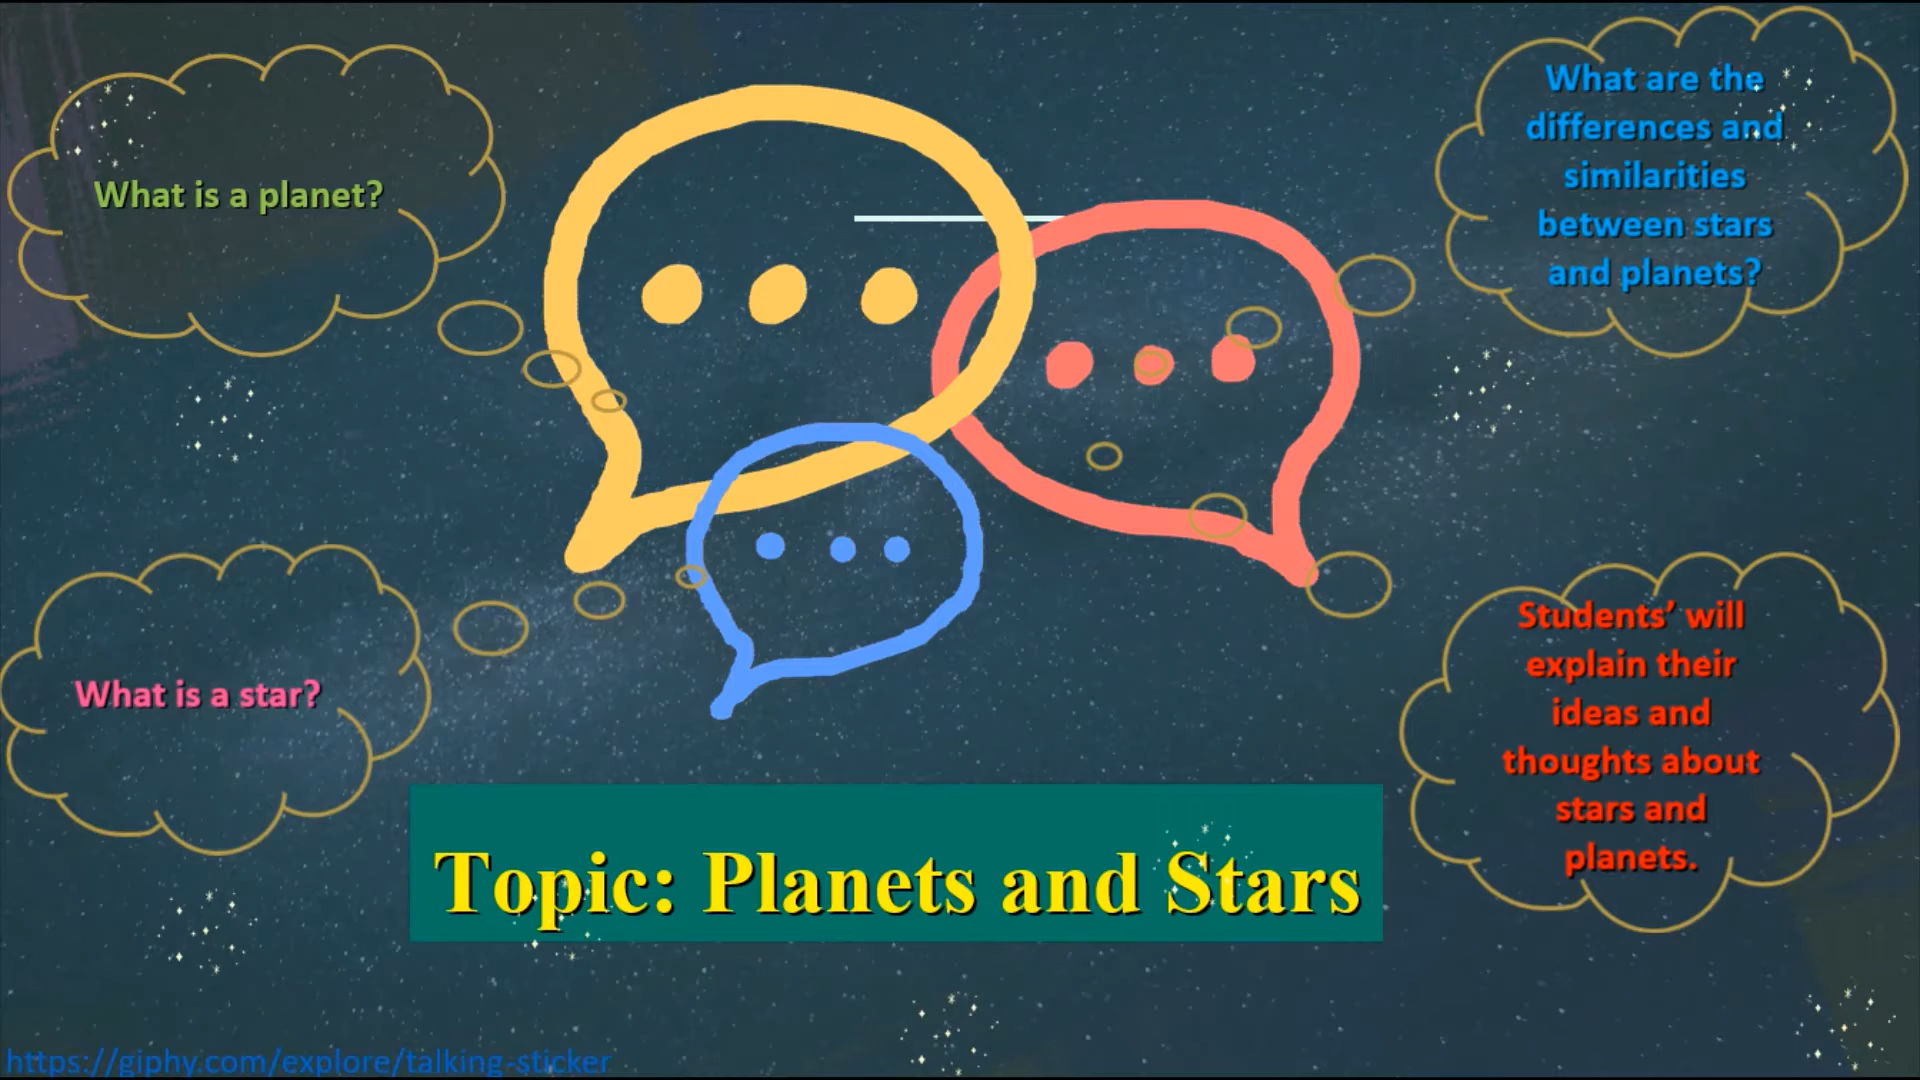 What is a planet?
What are the
differences and
similarities
between stars
and planets?
What is a star?
Students’ will
explain their
ideas and
thoughts about
stars and
planets.
Topic: Planets and Stars
https://giphy.com/explore/talking-sticker